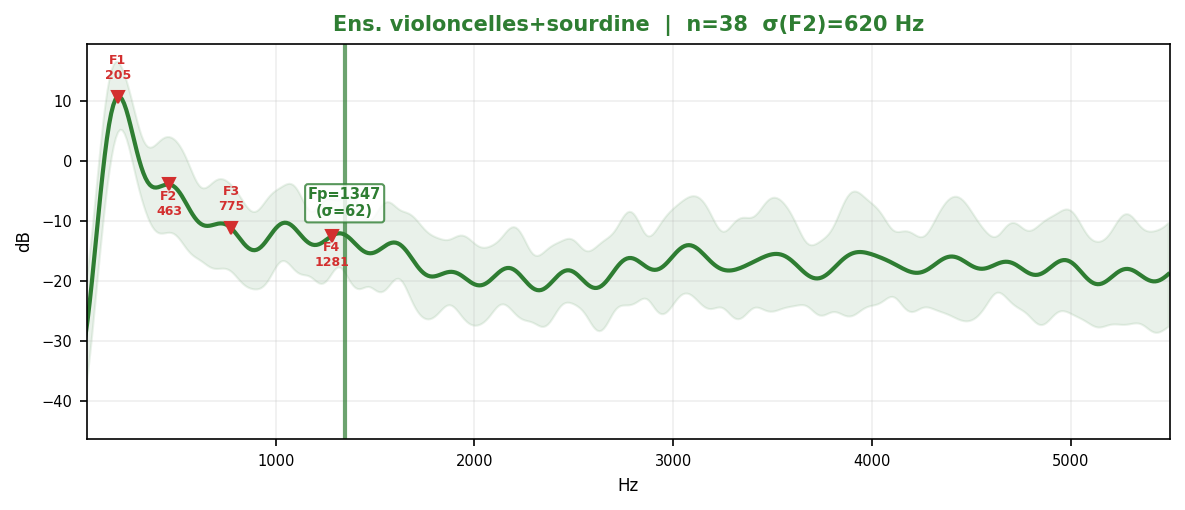 Ens. violoncelles+sourdine | n=38 σ(F2)=620 Hz
F1
205
F2
463
F3
775
Fp=1347
(σ=62)
F4
1281
10
0
−10
−20
−30
−40
dB
1000
2000
3000
4000
5000
Hz